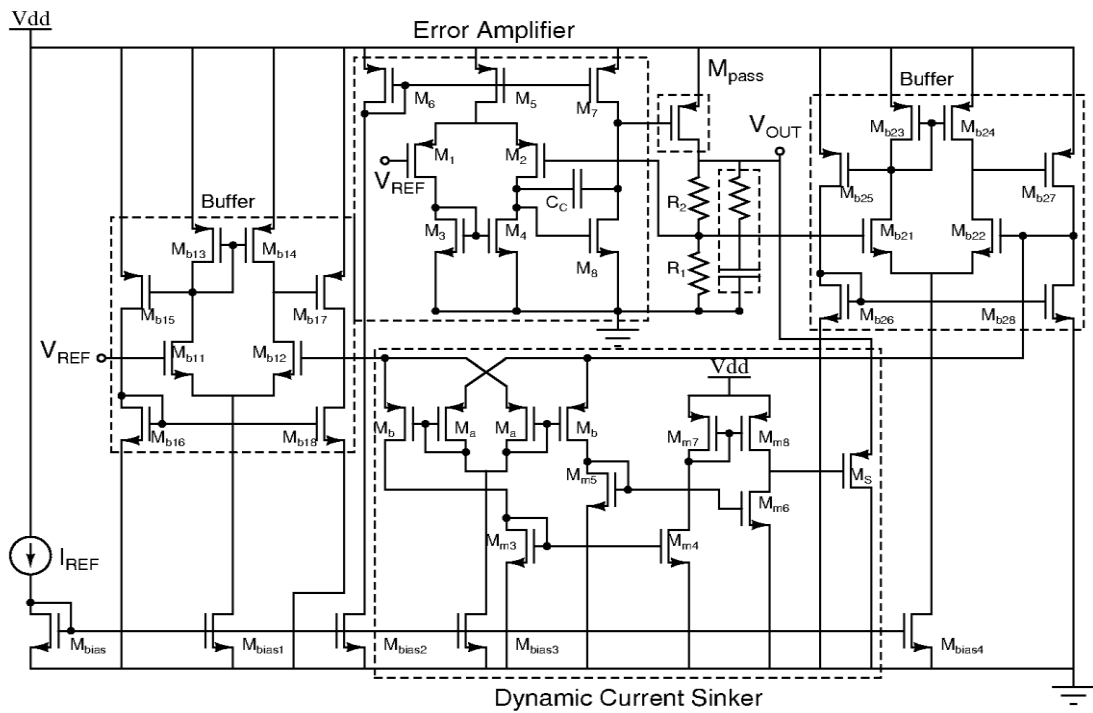 Vdd
Error Amplifier
M6
M5
M7
Mpass
Buffer
VOUT
Mb23
Mb24
M1
M2
VREF
CC
R2
Mb25
Mb27
Buffer
Mb21
Mb22
M3
M4
M8
R1
Mb13
Mb14
Mb15
Mb17
Mb26
Mb28
VREF
Mb11
Mb12
Vdd
Mb16
Mb18
Mb
Ma
Ma
Mb
Mm7
Mm8
Mm5
MS
Mm6
Mm3
Mm4
IREF
Mbias
Mbias1
Mbias2
Mbias3
Mbias4
Dynamic Current Sinker